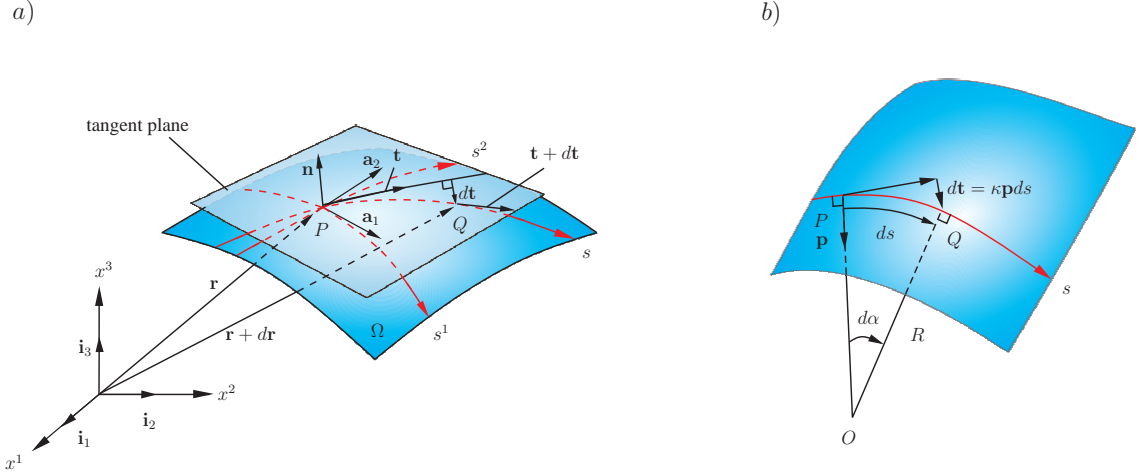 a)
b)
tangent plane
n
a₂
t
s²
t + dt
dt
P
a₁
Q
s
x³
r
r + dr
Ω
s¹
i₃
x²
i₂
i₁
x¹
dt = κpds
P
p
ds
Q
s
dα
R
O